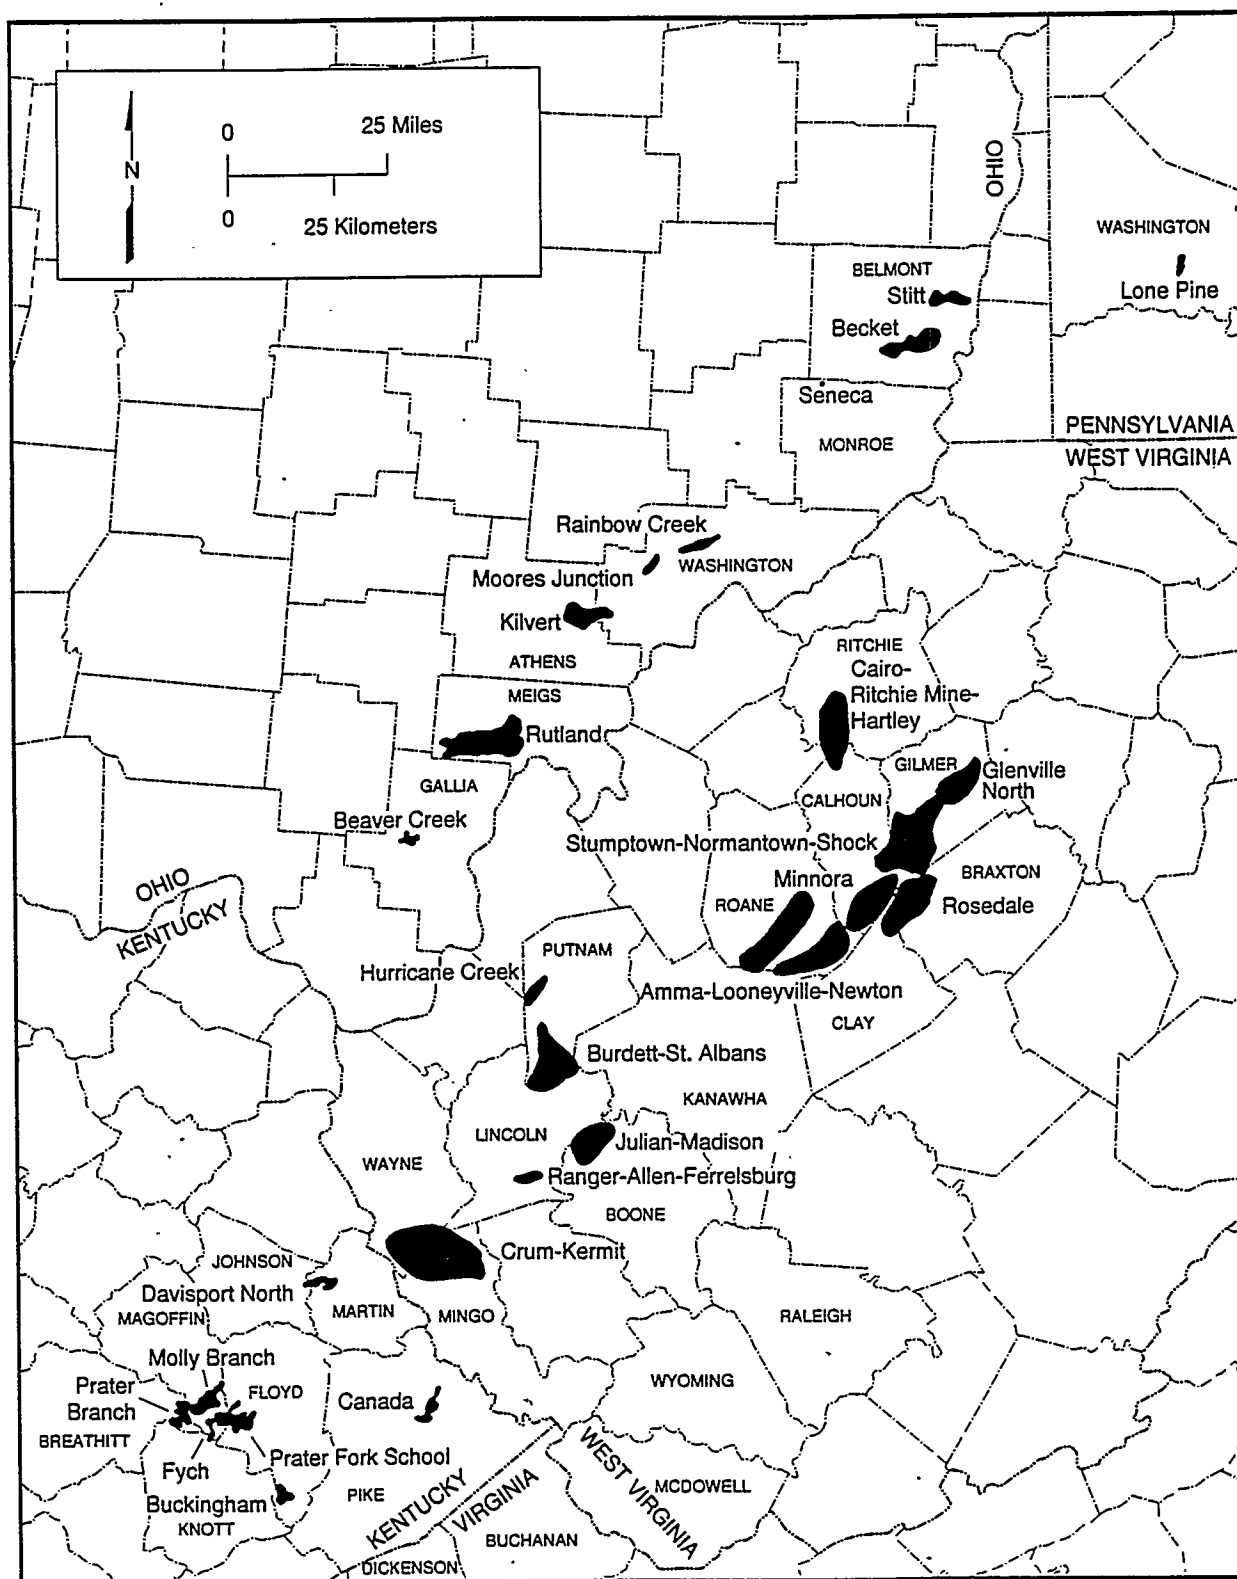 0
25 Miles
N
0
25 Kilometers
OHIO
WASHINGTON
Lone Pine
BELMONT
Stitt
Becket
Seneca
MONROE
PENNSYLVANIA
WEST VIRGINIA
Rainbow Creek
WASHINGTON
Moores Junction
Kilvert
ATHENS
MEIGS
Rutland
RITCHIE
Cairo-
Ritchie Mine-
Hartley
GILMER
Glenville
North
GALLIA
CALHOUN
Beaver Creek
Stumptown-Normantown-Shock
BRAXTON
Minnora
ROANE
Rosedale
OHIO
KENTUCKY
PUTNAM
Hurricane Creek
Amma-Looneyville-Newton
CLAY
Burdett-St. Albans
KANAWHA
LINCOLN
Julian-Madison
WAYNE
Ranger-Allen-Ferrelsburg
BOONE
Crum-Kermit
JOHNSON
Davisport North
MAGOFFIN
MARTIN
MINGO
RALEIGH
Molly Branch
Prater
Branch
FLOYD
Canada
WYOMING
BREATHITT
Prater Fork School
Fych
Buckingham
KNOTT
PIKE
KENTUCKY
VIRGINIA
WEST VIRGINIA
MCDOWELL
BUCHANAN
DICKENSON